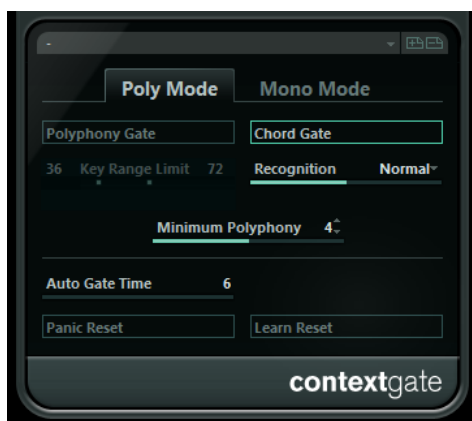 -
Poly Mode Mono Mode
Polyphony Gate Chord Gate
36 Key Range Limit 72 Recognition Normal
Minimum Polyphony 4
Auto Gate Time 6
Panic Reset Learn Reset
contextgate